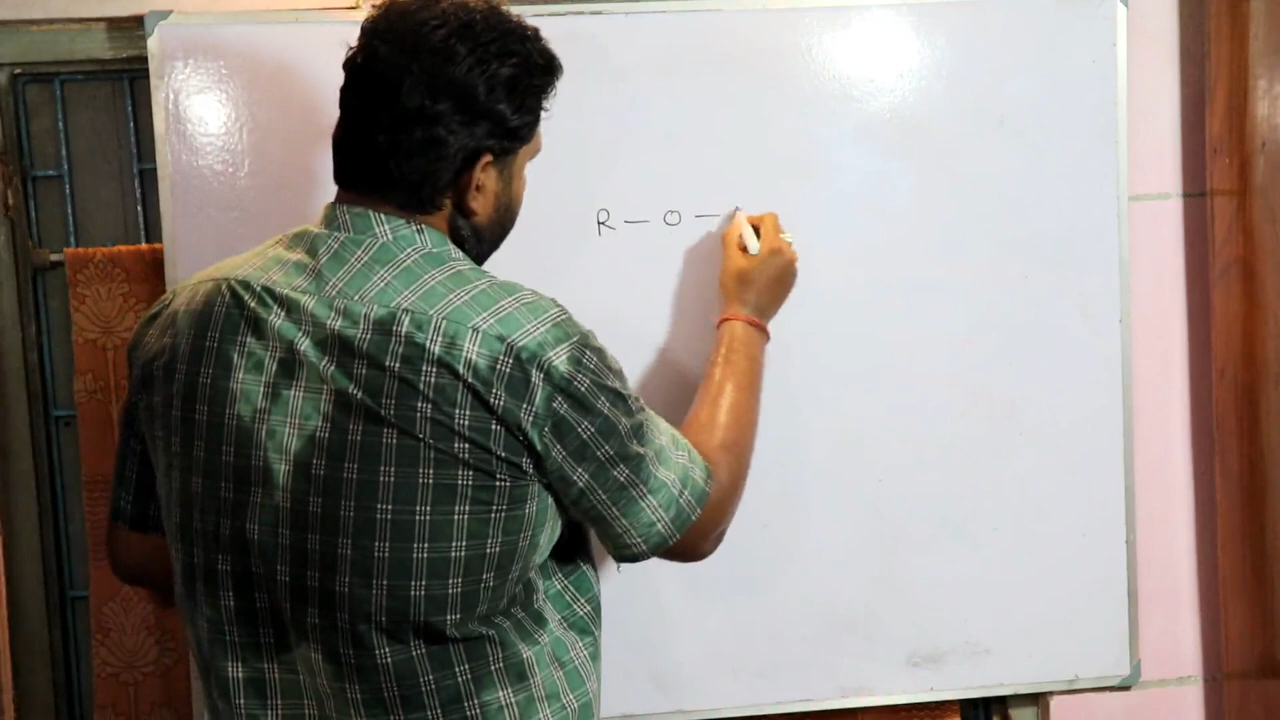 R — O —